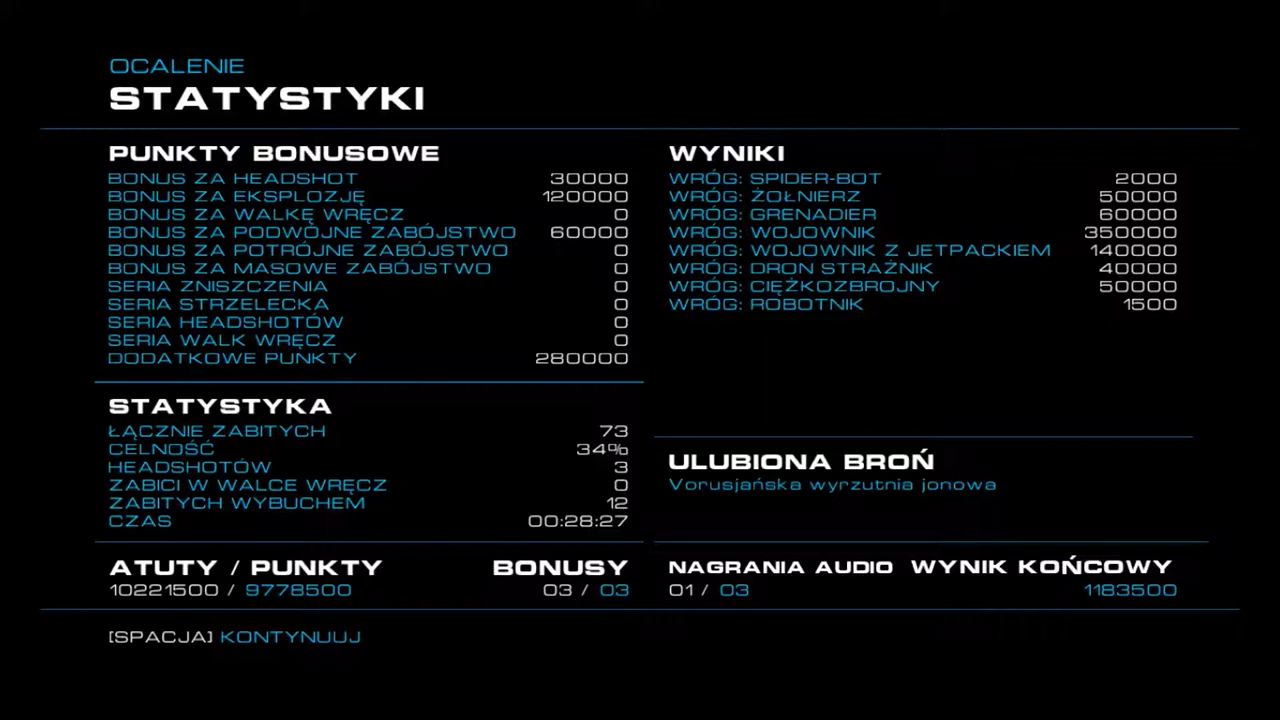 OCALENIE
STATYSTYKI
PUNKTY BONUSOWE
BONUS ZA HEADSHOT 30000
BONUS ZA EKSPLOZJĘ 120000
BONUS ZA WALKĘ WRĘCZ 0
BONUS ZA PODWÓJNE ZABÓJSTWO 60000
BONUS ZA POTRÓJNE ZABÓJSTWO 0
BONUS ZA MASOWE ZABÓJSTWO 0
SERIA ZNISZCZENIA 0
SERIA STRZELECKA 0
SERIA HEADSHOTÓW 0
SERIA WALK WRĘCZ 0
DODATKOWE PUNKTY 280000
WYNIKI
WRÓG: SPIDER-BOT 2000
WRÓG: ŻOŁNIERZ 50000
WRÓG: GRENADIER 60000
WRÓG: WOJOWNIK 350000
WRÓG: WOJOWNIK Z JETPACKIEM 140000
WRÓG: DRON STRAŻNIK 40000
WRÓG: CIĘŻKOZBROJNY 50000
WRÓG: ROBOTNIK 1500
STATYSTYKA
ŁĄCZNIE ZABITYCH 73
CELNOŚĆ 34%
HEADSHOTÓW 3
ZABICI W WALCE WRĘCZ 0
ZABITYCH WYBUCHEM 12
CZAS 00:28:27
ULUBIONA BROŃ
Vorusjańska wyrzutnia jonowa
ATUTY / PUNKTY BONUSY
10221500 / 9778500 03 / 03
NAGRANIA AUDIO WYNIK KOŃCOWY
01 / 03 1183500
[SPACJA] KONTYNUUJ